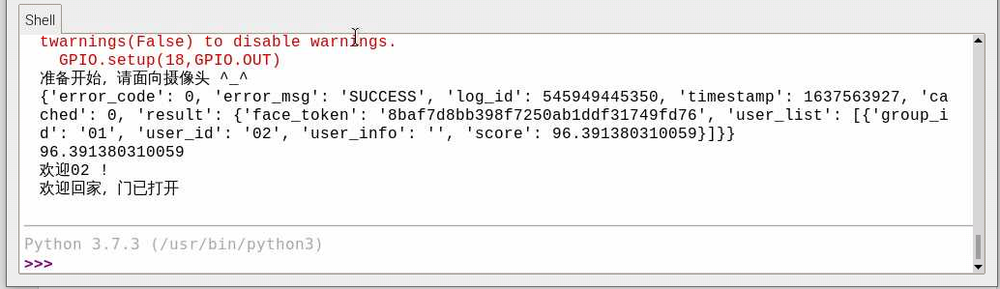 Shell
twarnings(False) to disable warnings.
GPIO.setup(18,GPIO.OUT)
准备开始，请面向摄像头 ^_^
{'error_code': 0, 'error_msg': 'SUCCESS', 'log_id': 545949445350, 'timestamp': 1637563927, 'ca
ched': 0, 'result': {'face_token': '8baf7d8bb398f7250ab1ddf31749fd76', 'user_list': [{'group_i
d': '01', 'user_id': '02', 'user_info': '', 'score': 96.391380310059}]}}
96.391380310059
欢迎02 !
欢迎回家，门已打开
Python 3.7.3 (/usr/bin/python3)
>>>